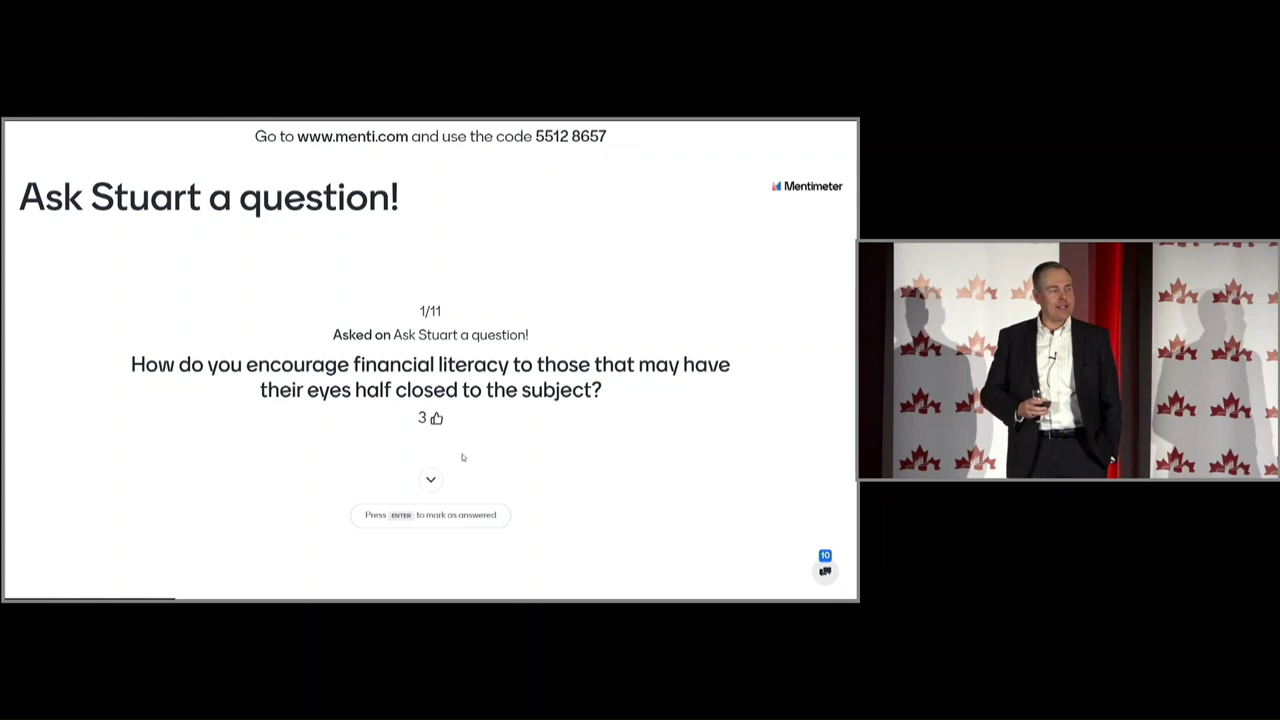 Go to www.menti.com and use the code 5512 8657
Ask Stuart a question!
Mentimeter
1/11
Asked on Ask Stuart a question!
How do you encourage financial literacy to those that may have
their eyes half closed to the subject?
3
Press ENTER to mark as answered
10